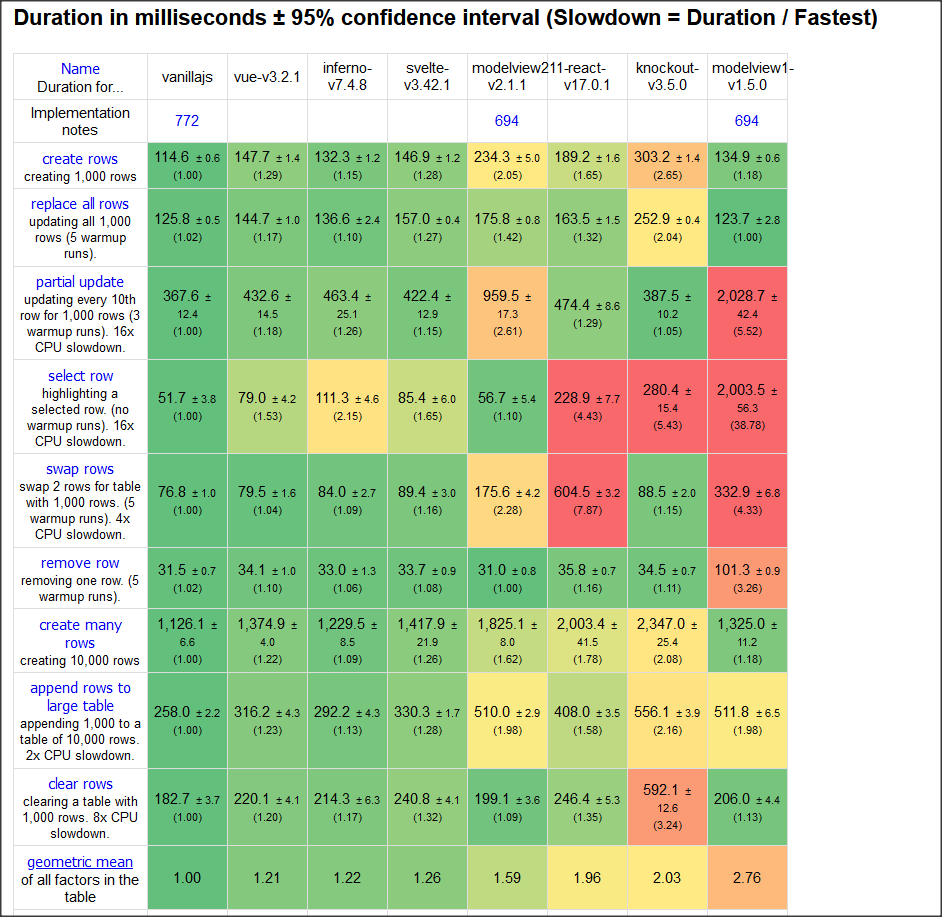 Duration in milliseconds ± 95% confidence interval (Slowdown = Duration / Fastest)
Name
Duration for...
vanillajs
vue-v3.2.1
inferno-
v7.4.8
svelte-
v3.42.1
modelview211-react-
v2.1.1
v17.0.1
knockout-
v3.5.0
modelview1-
v1.5.0
Implementation
notes
772
694
694
create rows
creating 1,000 rows
114.6 ± 0.6
(1.00)
147.7 ± 1.4
(1.29)
132.3 ± 1.2
(1.15)
146.9 ± 1.2
(1.28)
234.3 ± 5.0
(2.05)
189.2 ± 1.6
(1.65)
303.2 ± 1.4
(2.65)
134.9 ± 0.6
(1.18)
replace all rows
updating all 1,000
rows (5 warmup
runs).
125.8 ± 0.5
(1.02)
144.7 ± 1.0
(1.17)
136.6 ± 2.4
(1.10)
157.0 ± 0.4
(1.27)
175.8 ± 0.8
(1.42)
163.5 ± 1.5
(1.32)
252.9 ± 0.4
(2.04)
123.7 ± 2.8
(1.00)
partial update
updating every 10th
row for 1,000 rows (3
warmup runs). 16x
CPU slowdown.
367.6 ±
12.4
(1.00)
432.6 ±
14.5
(1.18)
463.4 ±
25.1
(1.26)
422.4 ±
12.9
(1.15)
959.5 ±
17.3
(2.61)
474.4 ± 8.6
(1.29)
387.5 ±
10.2
(1.05)
2,028.7 ±
42.4
(5.52)
select row
highlighting a
selected row. (no
warmup runs). 16x
CPU slowdown.
51.7 ± 3.8
(1.00)
79.0 ± 4.2
(1.53)
111.3 ± 4.6
(2.15)
85.4 ± 6.0
(1.65)
56.7 ± 5.4
(1.10)
228.9 ± 7.7
(4.43)
280.4 ±
15.4
(5.43)
2,003.5 ±
56.3
(38.78)
swap rows
swap 2 rows for table
with 1,000 rows. (5
warmup runs). 4x
CPU slowdown.
76.8 ± 1.0
(1.00)
79.5 ± 1.6
(1.04)
84.0 ± 2.7
(1.09)
89.4 ± 3.0
(1.16)
175.6 ± 4.2
(2.28)
604.5 ± 3.2
(7.87)
88.5 ± 2.0
(1.15)
332.9 ± 6.8
(4.33)
remove row
removing one row. (5
warmup runs).
31.5 ± 0.7
(1.02)
34.1 ± 1.0
(1.10)
33.0 ± 1.3
(1.06)
33.7 ± 0.9
(1.08)
31.0 ± 0.8
(1.00)
35.8 ± 0.7
(1.16)
34.5 ± 0.7
(1.11)
101.3 ± 0.9
(3.26)
create many
rows
creating 10,000 rows
1,126.1 ±
6.6
(1.00)
1,374.9 ±
4.0
(1.22)
1,229.5 ±
8.5
(1.09)
1,417.9 ±
21.9
(1.26)
1,825.1 ±
8.0
(1.62)
2,003.4 ±
41.5
(1.78)
2,347.0 ±
25.4
(2.08)
1,325.0 ±
11.2
(1.18)
append rows to
large table
appending 1,000 to a
table of 10,000 rows.
2x CPU slowdown.
258.0 ± 2.2
(1.00)
316.2 ± 4.3
(1.23)
292.2 ± 4.3
(1.13)
330.3 ± 1.7
(1.28)
510.0 ± 2.9
(1.98)
408.0 ± 3.5
(1.58)
556.1 ± 3.9
(2.16)
511.8 ± 6.5
(1.98)
clear rows
clearing a table with
1,000 rows. 8x CPU
slowdown.
182.7 ± 3.7
(1.00)
220.1 ± 4.1
(1.20)
214.3 ± 6.3
(1.17)
240.8 ± 4.1
(1.32)
199.1 ± 3.6
(1.09)
246.4 ± 5.3
(1.35)
592.1 ±
12.6
(3.24)
206.0 ± 4.4
(1.13)
geometric mean
of all factors in the
table
1.00
1.21
1.22
1.26
1.59
1.96
2.03
2.76